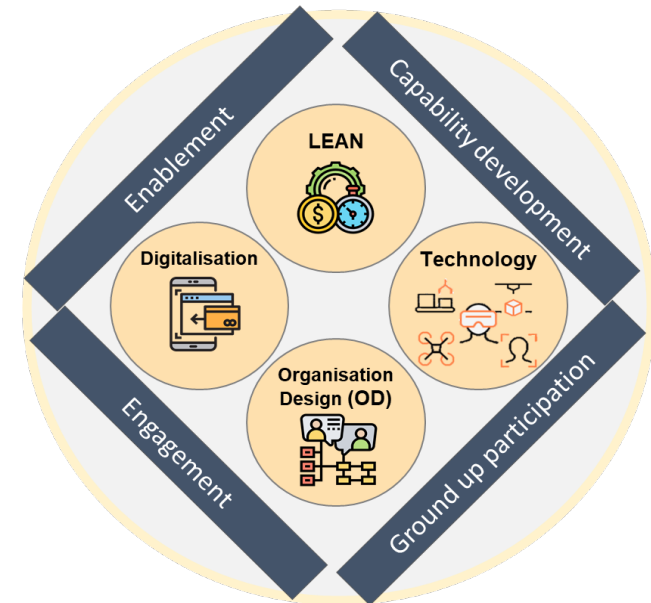 Enablement
Capability development
LEAN
Digitalisation
Technology
Organisation
Design (OD)
Engagement
Ground up participation
$